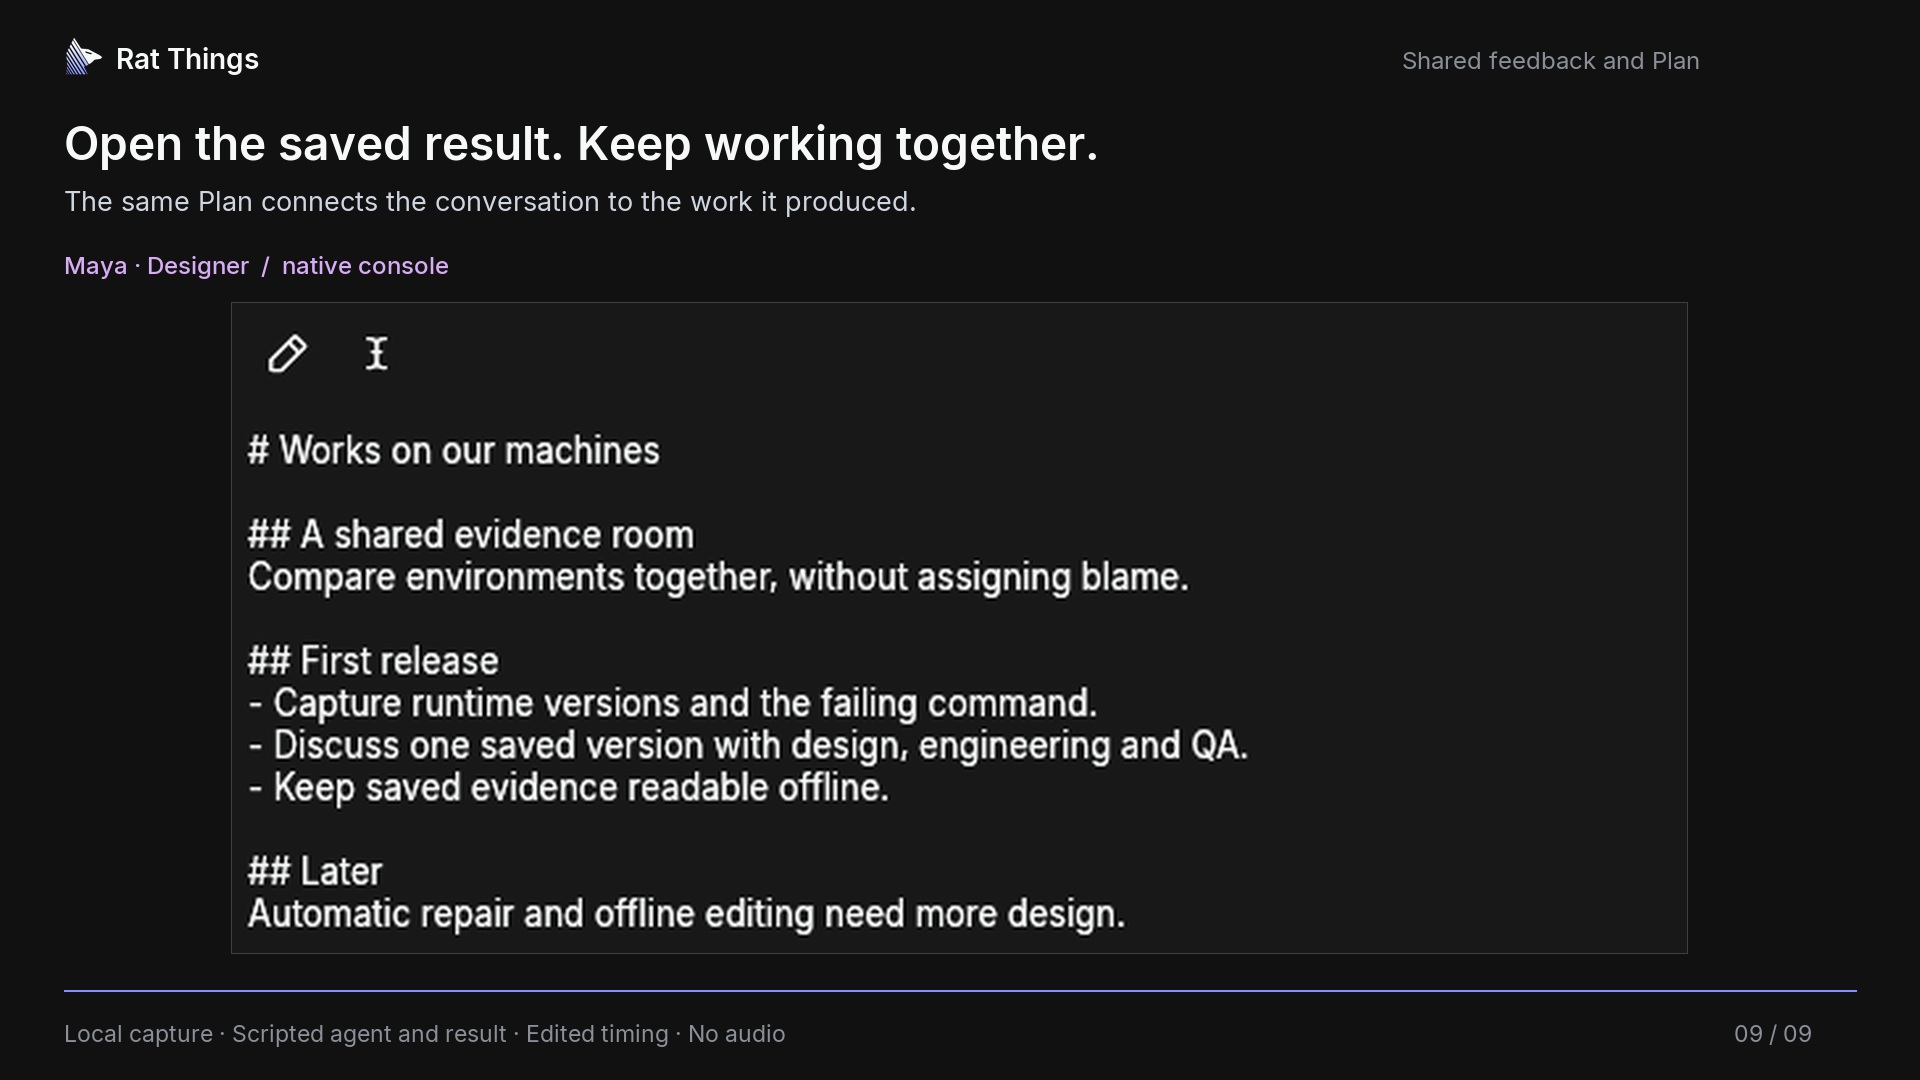 Rat Things
Shared feedback and Plan
Open the saved result. Keep working together.
The same Plan connects the conversation to the work it produced.
Maya · Designer / native console
# Works on our machines
## A shared evidence room
Compare environments together, without assigning blame.
## First release
- Capture runtime versions and the failing command.
- Discuss one saved version with design, engineering and QA.
- Keep saved evidence readable offline.
## Later
Automatic repair and offline editing need more design.
Local capture · Scripted agent and result · Edited timing · No audio
09 / 09